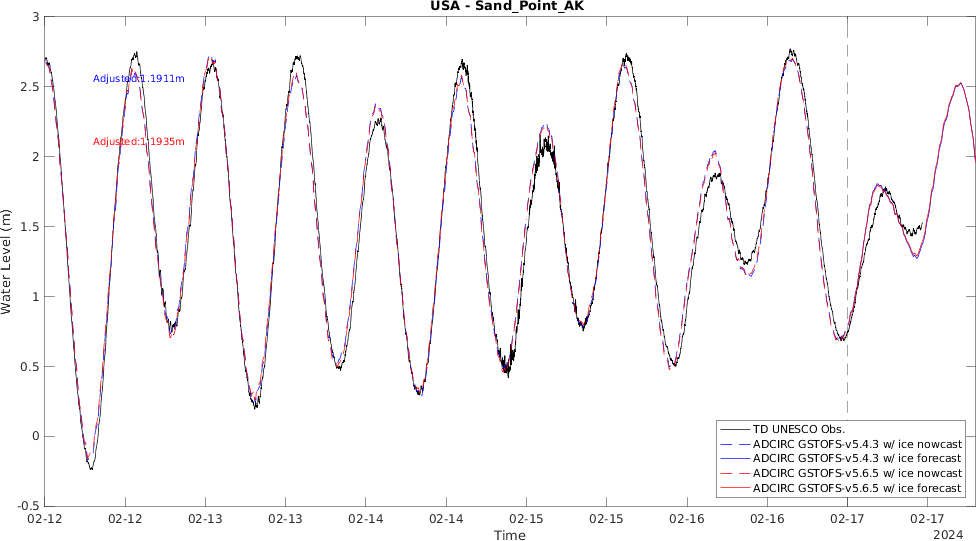 USA - Sand_Point_AK
3
2.5
2
1.5
1
0.5
0
-0.5
Water Level (m)
Adjusted:1.1911m
Adjusted:1.1935m
TD UNESCO Obs.
ADCIRC GSTOFS-v5.4.3 w/ ice nowcast
ADCIRC GSTOFS-v5.4.3 w/ ice forecast
ADCIRC GSTOFS-v5.6.5 w/ ice nowcast
ADCIRC GSTOFS-v5.6.5 w/ ice forecast
02-12 02-12 02-13 02-13 02-14 02-14 02-15 02-15 02-16 02-16 02-17 02-17
Time
2024